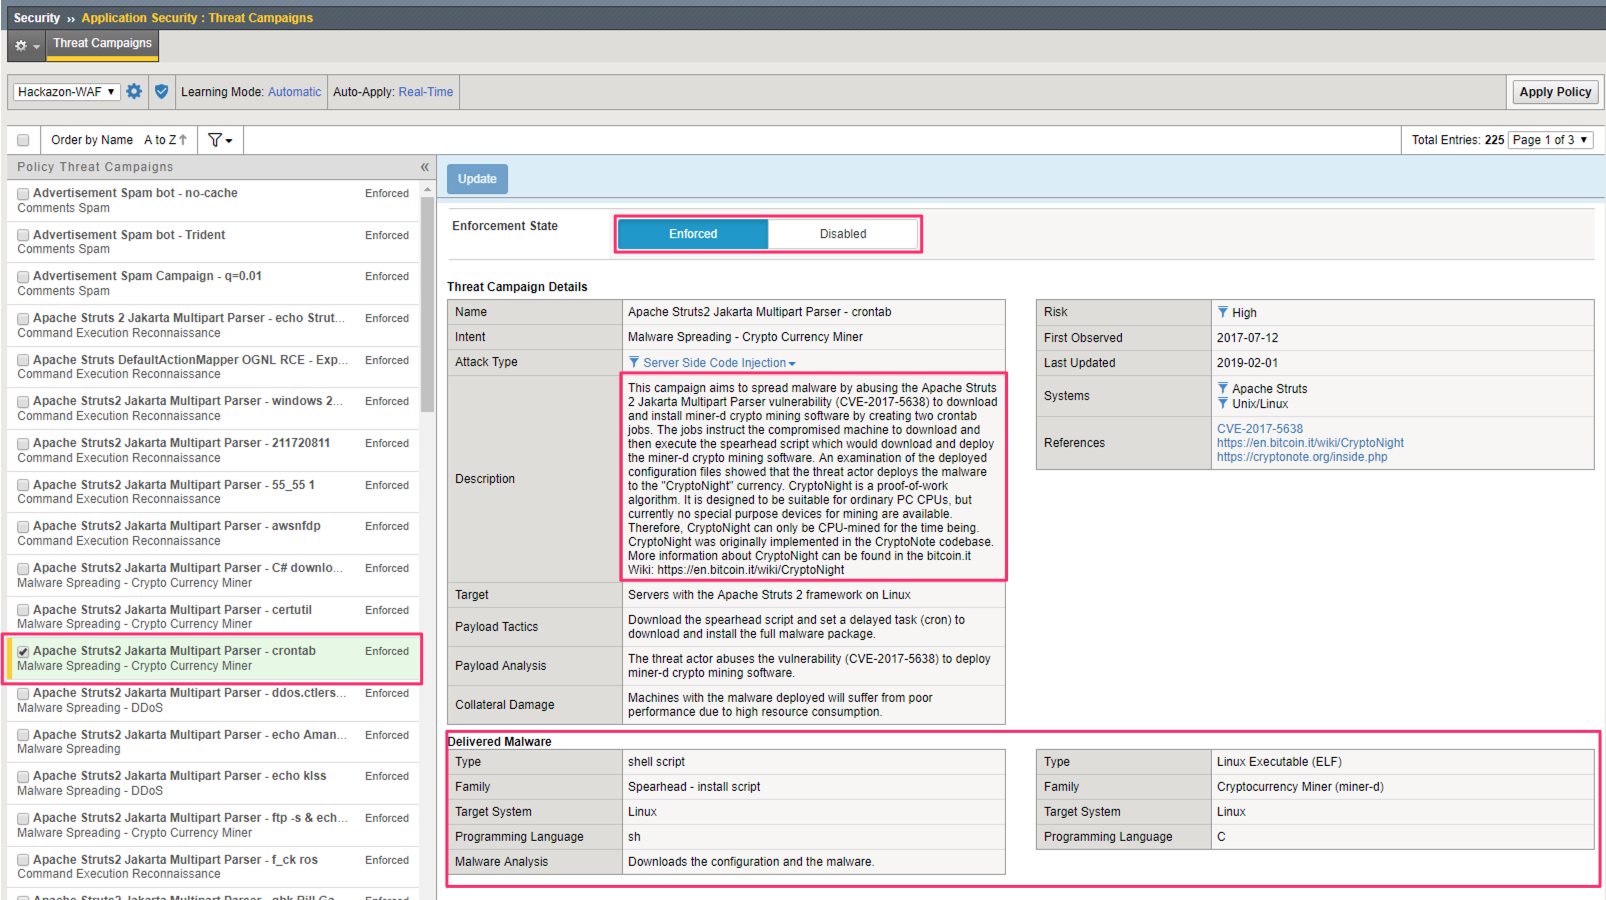 Security ›› Application Security : Threat Campaigns
Threat Campaigns
Hackazon-WAF ▼ Learning Mode: Automatic Auto-Apply: Real-Time Apply Policy
Order by Name A to Z Total Entries: 225 Page 1 of 3 ▼
Policy Threat Campaigns «
Advertisement Spam bot - no-cache Enforced
Comments Spam
Advertisement Spam bot - Trident Enforced
Comments Spam
Advertisement Spam Campaign - q=0.01 Enforced
Comments Spam
Apache Struts 2 Jakarta Multipart Parser - echo Strut... Enforced
Command Execution Reconnaissance
Apache Struts DefaultActionMapper OGNL RCE - Exp... Enforced
Command Execution Reconnaissance
Apache Struts2 Jakarta Multipart Parser - windows 2... Enforced
Command Execution Reconnaissance
Apache Struts2 Jakarta Multipart Parser - 211720811 Enforced
Command Execution Reconnaissance
Apache Struts2 Jakarta Multipart Parser - 55_55 1 Enforced
Command Execution Reconnaissance
Apache Struts2 Jakarta Multipart Parser - awsnfdp Enforced
Command Execution Reconnaissance
Apache Struts2 Jakarta Multipart Parser - C# downlo... Enforced
Malware Spreading - Crypto Currency Miner
Apache Struts2 Jakarta Multipart Parser - certutil Enforced
Malware Spreading - Crypto Currency Miner
Apache Struts2 Jakarta Multipart Parser - crontab Enforced
Malware Spreading - Crypto Currency Miner
Apache Struts2 Jakarta Multipart Parser - ddos.ctlers... Enforced
Malware Spreading - DDoS
Apache Struts2 Jakarta Multipart Parser - echo Aman... Enforced
Malware Spreading
Apache Struts2 Jakarta Multipart Parser - echo klss Enforced
Malware Spreading - DDoS
Apache Struts2 Jakarta Multipart Parser - ftp -s & ech... Enforced
Malware Spreading - Crypto Currency Miner
Apache Struts2 Jakarta Multipart Parser - f_ck ros Enforced
Command Execution Reconnaissance
Update
Enforcement State Enforced Disabled
Threat Campaign Details
Name Apache Struts2 Jakarta Multipart Parser - crontab
Intent Malware Spreading - Crypto Currency Miner
Attack Type Server Side Code Injection
Description
This campaign aims to spread malware by abusing the Apache Struts
2 Jakarta Multipart Parser vulnerability (CVE-2017-5638) to download
and install miner-d crypto mining software by creating two crontab
jobs. The jobs instruct the compromised machine to download and
then execute the spearhead script which would download and deploy
the miner-d crypto mining software. An examination of the deployed
configuration files showed that the threat actor deploys the malware
to the "CryptoNight" currency. CryptoNight is a proof-of-work
algorithm. It is designed to be suitable for ordinary PC CPUs, but
currently no special purpose devices for mining are available.
Therefore, CryptoNight can only be CPU-mined for the time being.
CryptoNight was originally implemented in the CryptoNote codebase.
More information about CryptoNight can be found in the bitcoin.it
Wiki: https://en.bitcoin.it/wiki/CryptoNight
Target Servers with the Apache Struts 2 framework on Linux
Payload Tactics
Download the spearhead script and set a delayed task (cron) to
download and install the full malware package.
Payload Analysis
The threat actor abuses the vulnerability (CVE-2017-5638) to deploy
miner-d crypto mining software.
Collateral Damage
Machines with the malware deployed will suffer from poor
performance due to high resource consumption.
Risk High
First Observed 2017-07-12
Last Updated 2019-02-01
Systems
Apache Struts
Unix/Linux
References
CVE-2017-5638
https://en.bitcoin.it/wiki/CryptoNight
https://cryptonote.org/inside.php
Delivered Malware
Type shell script
Family Spearhead - install script
Target System Linux
Programming Language sh
Malware Analysis Downloads the configuration and the malware.
Type Linux Executable (ELF)
Family Cryptocurrency Miner (miner-d)
Target System Linux
Programming Language C